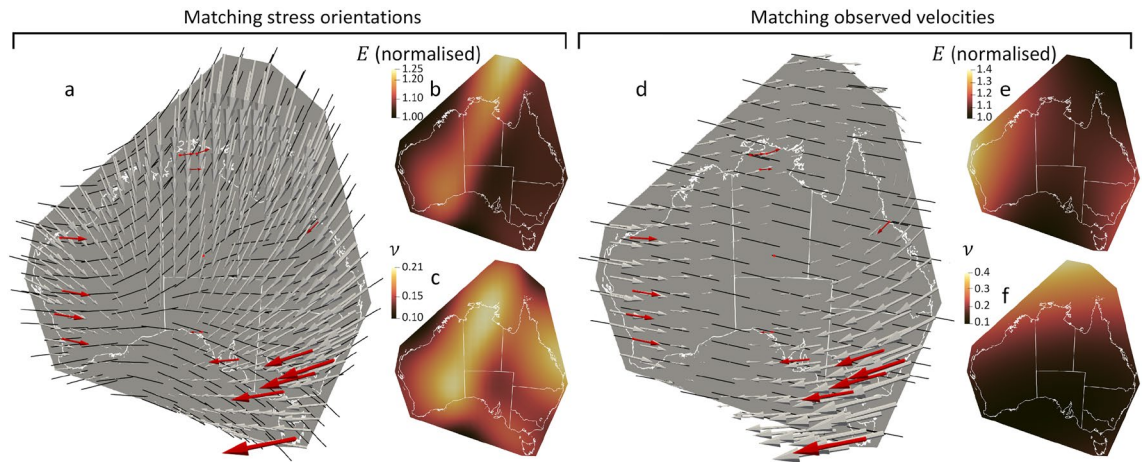 Matching stress orientations
Matching observed velocities
a
E (normalised)
1.25
1.10
1.00
b
ν
0.21
0.15
0.10
c
d
E (normalised)
1.4
1.3
1.2
1.1
1.0
e
ν
0.4
0.3
0.2
0.1
f